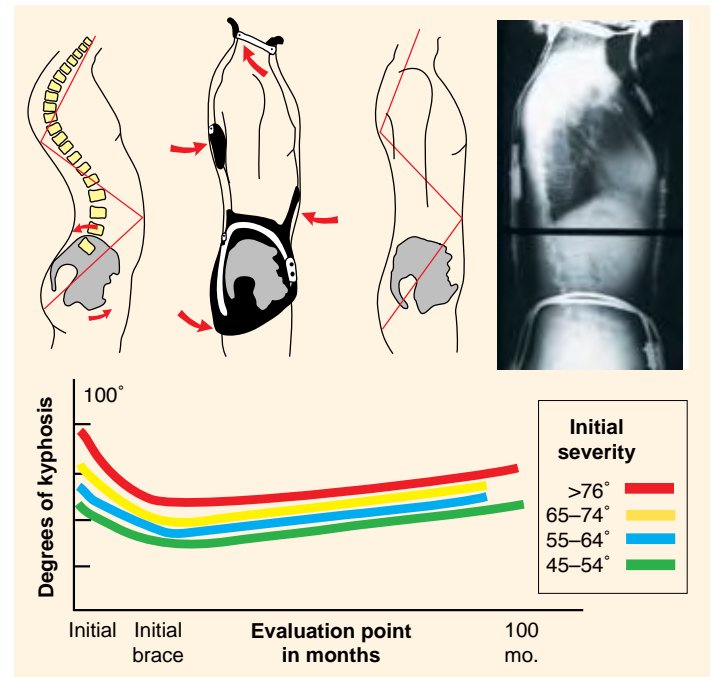 100˚
Degrees of kyphosis
Initial
severity
>76˚
65–74˚
55–64˚
45–54˚
Initial
Initial
brace
Evaluation point
in months
100
mo.